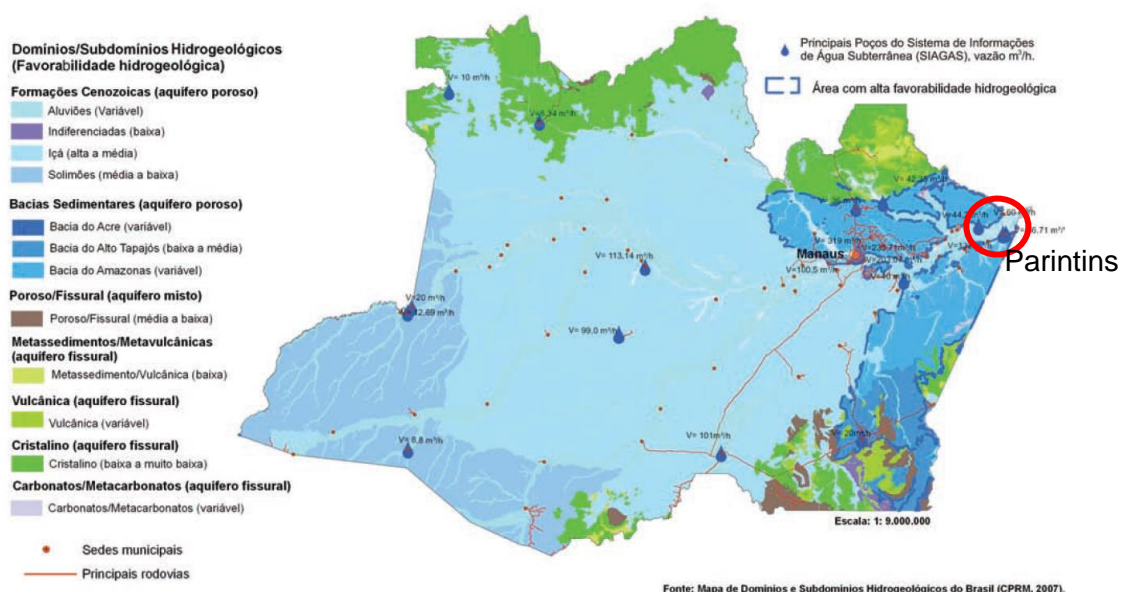 Domínios/Subdomínios Hidrogeológicos
(Favorabilidade hidrogeológica)
Formações Cenozoicas (aquífero poroso)
Aluviões (Variável)
Indiferenciadas (baixa)
Içá (alta a média)
Solimões (média a baixa)
Bacias Sedimentares (aquífero poroso)
Bacia do Acre (variável)
Bacia do Alto Tapajós (baixa a média)
Bacia do Amazonas (variável)
Poroso/Fissural (aquífero misto)
Poroso/Fissural (média a baixa)
Metassedimentos/Metavulcânicas
(aquífero fissural)
Metassedimento/Vulcânica (baixa)
Vulcânica (aquífero fissural)
Vulcânica (variável)
Cristalino (aquífero fissural)
Cristalino (baixa a muito baixa)
Carbonatos/Metacarbonatos (aquífero fissural)
Carbonatos/Metacarbonatos (variável)
Sedes municipais
Principais rodovias
Principais Poços do Sistema de Informações
de Água Subterrânea (SIAGAS), vazão m³/h.
Área com alta favorabilidade hidrogeológica
V= 10 m³/h
V= 42,35 m³/h
V= 319 m³/h
Manaus
V=100,5 m³/h
V= 113,14 m³/h
V=20 m³/h
V= 99,0 m³/h
V= 8,8 m³/h
V= 101m³/h
V= 20m³/h
Parintins
Escala: 1: 9.000.000
Fonte: Mapa de Domínios e Subdomínios Hidrogeológicos do Brasil (CPRM, 2007).